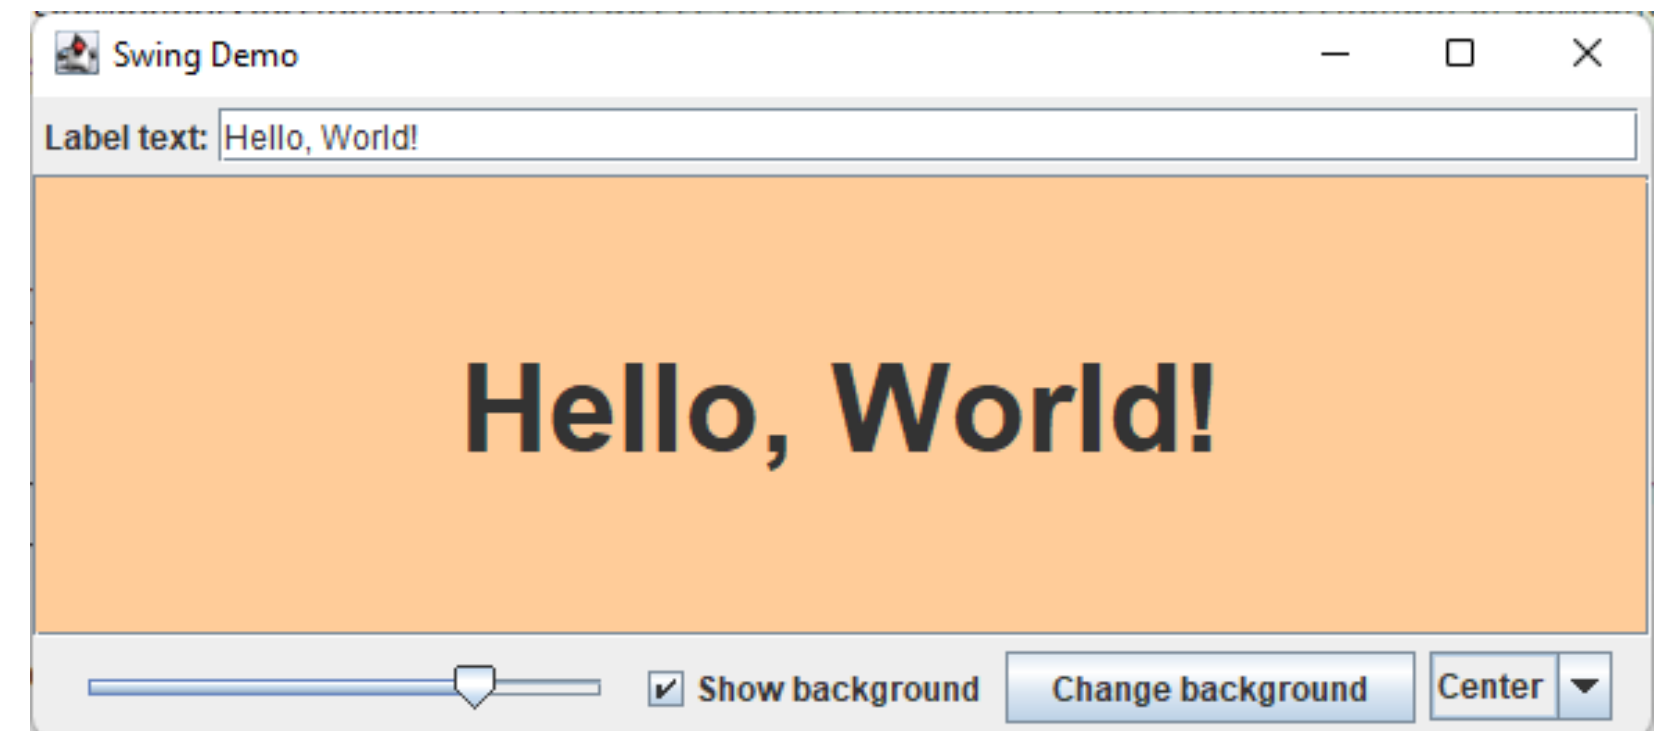 Swing Demo
Label text: Hello, World!
Hello, World!
Show background Change background Center